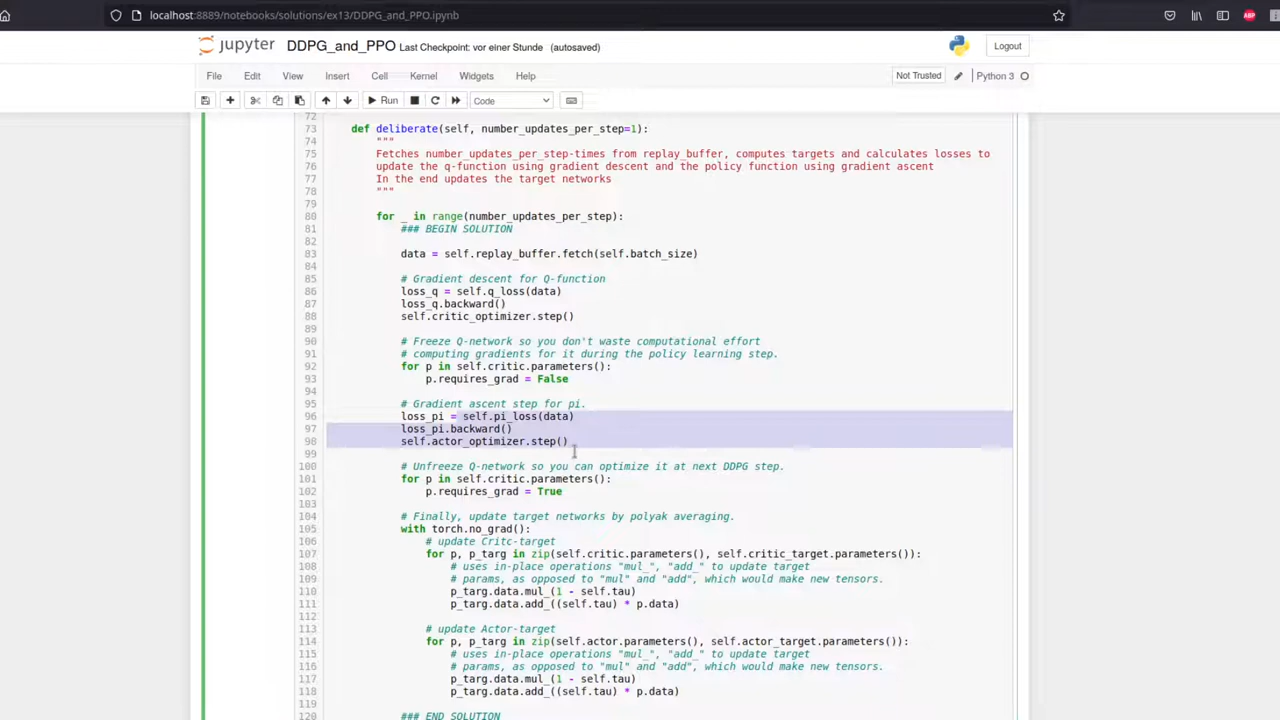 localhost:8889/notebooks/solutions/ex13/DDPG_and_PPO.ipynb
ABP
jupyter DDPG_and_PPO Last Checkpoint: vor einer Stunde (autosaved)
Logout
File Edit View Insert Cell Kernel Widgets Help
Not Trusted Python 3
Run Code
72
73 def deliberate(self, number_updates_per_step=1):
74 """
75 Fetches number_updates_per_step-times from replay_buffer, computes targets and calculates losses to
76 update the q-function using gradient descent and the policy function using gradient ascent
77 In the end updates the target networks
78 """
79
80 for _ in range(number_updates_per_step):
81 ### BEGIN SOLUTION
82
83 data = self.replay_buffer.fetch(self.batch_size)
84
85 # Gradient descent for Q-function
86 loss_q = self.q_loss(data)
87 loss_q.backward()
88 self.critic_optimizer.step()
89
90 # Freeze Q-network so you don't waste computational effort
91 # computing gradients for it during the policy learning step.
92 for p in self.critic.parameters():
93 p.requires_grad = False
94
95 # Gradient ascent step for pi.
96 loss_pi = self.pi_loss(data)
97 loss_pi.backward()
98 self.actor_optimizer.step()
99
100 # Unfreeze Q-network so you can optimize it at next DDPG step.
101 for p in self.critic.parameters():
102 p.requires_grad = True
103
104 # Finally, update target networks by polyak averaging.
105 with torch.no_grad():
106 # update Critc-target
107 for p, p_targ in zip(self.critic.parameters(), self.critic_target.parameters()):
108 # uses in-place operations "mul_", "add_" to update target
109 # params, as opposed to "mul" and "add", which would make new tensors.
110 p_targ.data.mul_(1 - self.tau)
111 p_targ.data.add_((self.tau) * p.data)
112
113 # update Actor-target
114 for p, p_targ in zip(self.actor.parameters(), self.actor_target.parameters()):
115 # uses in-place operations "mul_", "add_" to update target
116 # params, as opposed to "mul" and "add", which would make new tensors.
117 p_targ.data.mul_(1 - self.tau)
118 p_targ.data.add_((self.tau) * p.data)
119
120 ### END SOLUTION